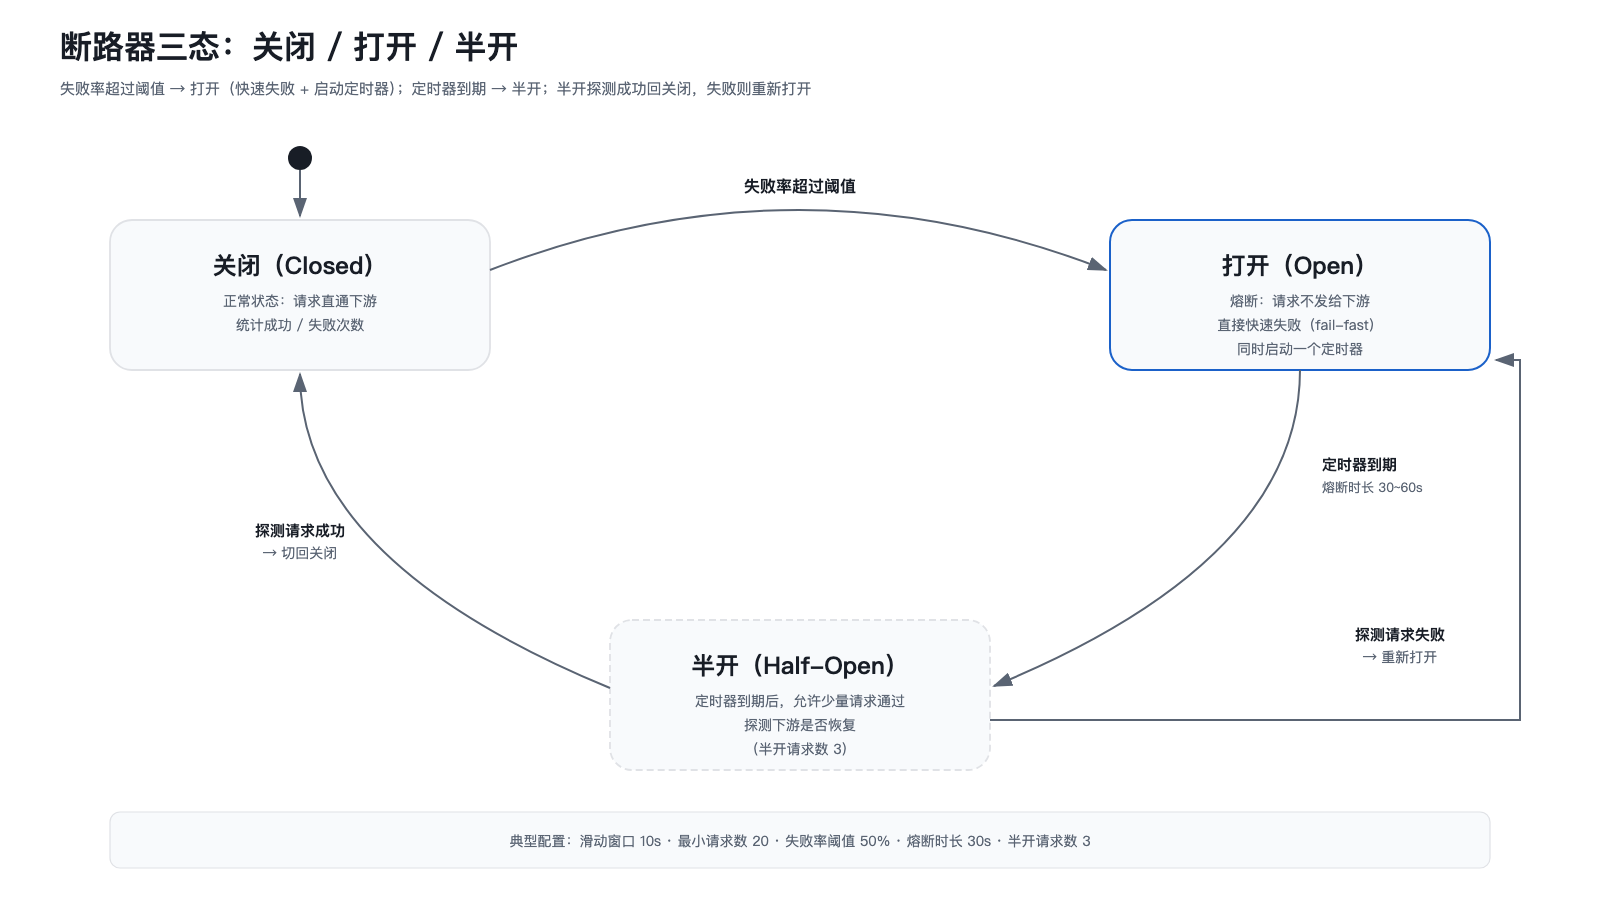 断路器三态：关闭 / 打开 / 半开
失败率超过阈值 → 打开（快速失败 + 启动定时器）；定时器到期 → 半开；半开探测成功回关闭，失败则重新打开
失败率超过阈值
关闭（Closed）
正常状态：请求直通下游
统计成功 / 失败次数
打开（Open）
熔断：请求不发给下游
直接快速失败（fail-fast）
同时启动一个定时器
定时器到期
熔断时长 30~60s
探测请求成功
→ 切回关闭
探测请求失败
→ 重新打开
半开（Half-Open）
定时器到期后，允许少量请求通过
探测下游是否恢复
（半开请求数 3）
典型配置：滑动窗口 10s · 最小请求数 20 · 失败率阈值 50% · 熔断时长 30s · 半开请求数 3